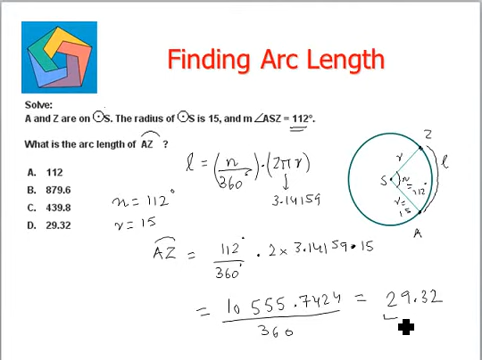 Finding Arc Length
Solve:
A and Z are on ⊙S. The radius of ⊙S is 15, and m∠ASZ = 112°.
What is the arc length of AZ ?
A. 112
B. 879.6
C. 439.8
D. 29.32
l = (n/360°) · (2πr)
3.14159
n = 112°
r = 15
AZ = 112°/360° · 2 x 3.14159 · 15
= 10 555.7424/360 = 29.32
Z
r
l
S
n = 112°
r = 15
A